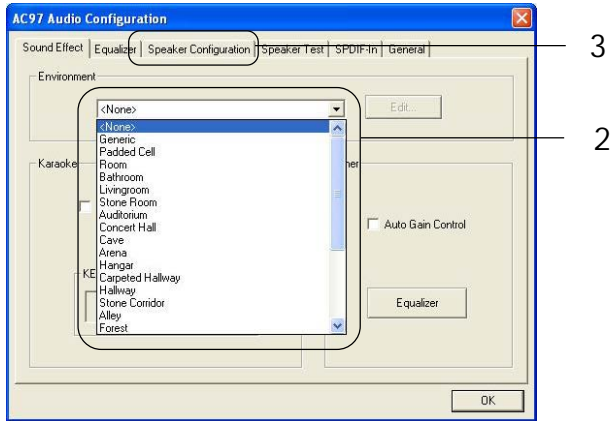 AC97 Audio Configuration
Sound Effect Equalizer Speaker Configuration Speaker Test SPDIF-In General
3
Environment
<None> Edit...
2
<None>
Generic
Padded Cell
Karaoke Room
Bathroom
Livingroom
Stone Room
Auditorium
Concert Hall Auto Gain Control
Cave
Arena
Hangar
KE Carpeted Hallway
Hallway
Stone Corridor Equalizer
Alley
Forest
OK